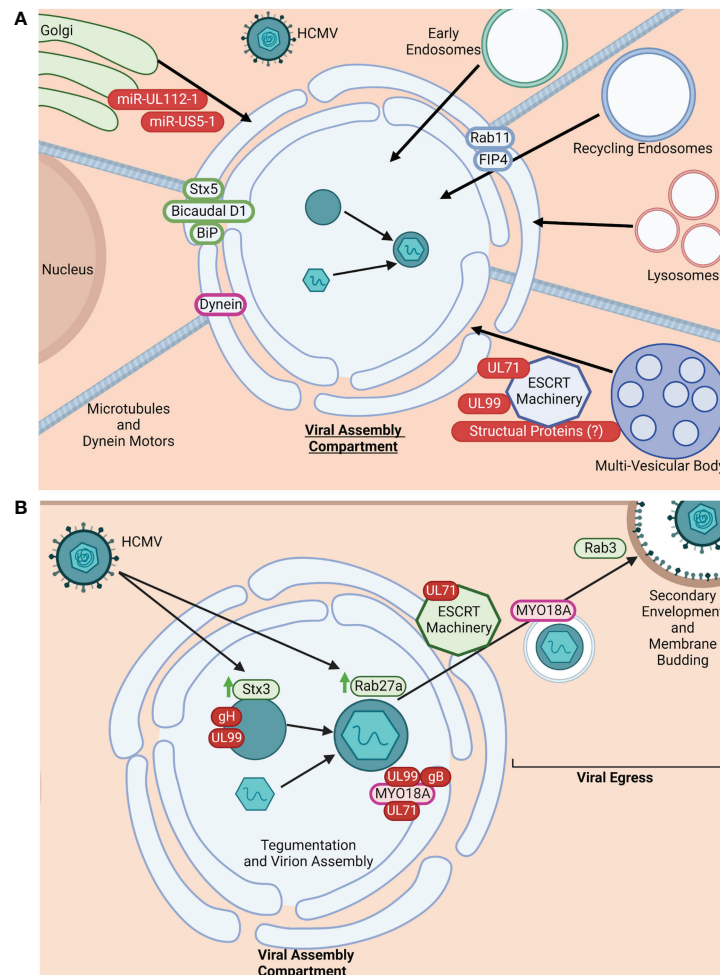 A
Golgi
HCMV
Early
Endosomes
miR-UL112-1
miR-US5-1
Rab11
FIP4
Recycling Endosomes
Stx5
Bicaudal D1
BiP
Nucleus
Lysosomes
Dynein
UL71
ESCRT
Machinery
UL99
Microtubules
and
Dynein Motors
Viral Assembly
Compartment
Structual Proteins (?)
Multi-Vesicular Body
B
HCMV
Rab3
UL71
ESCRT
Machinery
MYO18A
Secondary
Envelopment
and
Membrane
Budding
Stx3
Rab27a
gH
UL99
UL99
gB
MYO18A
UL71
Viral Egress
Tegumentation
and Virion Assembly
Viral Assembly
Compartment